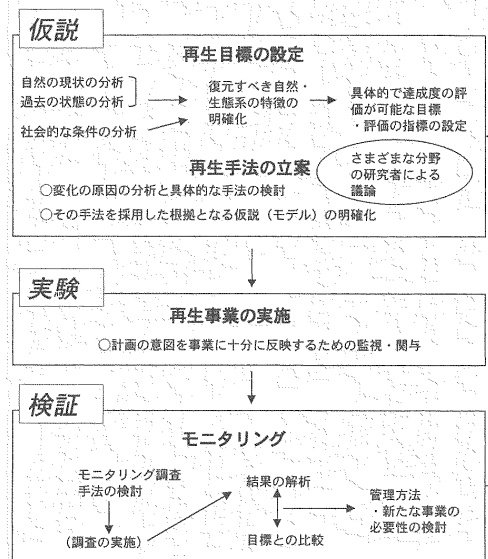 仮説
再生目標の設定
自然の現状の分析
過去の状態の分析
社会的な条件の分析
復元すべき自然・
生態系の特徴の
明確化
具体的で達成度の評
価が可能な目標
・評価の指標の設定
再生手法の立案
○変化の原因の分析と具体的な手法の検討
○その手法を採用した根拠となる仮説（モデル）の明確化
さまざまな分野
の研究者による
議論
実験
再生事業の実施
○計画の意図を事業に十分に反映するための監視・関与
検証
モニタリング
モニタリング調査
手法の検討
（調査の実施）
結果の解析
目標との比較
管理方法
・新たな事業の
必要性の検討